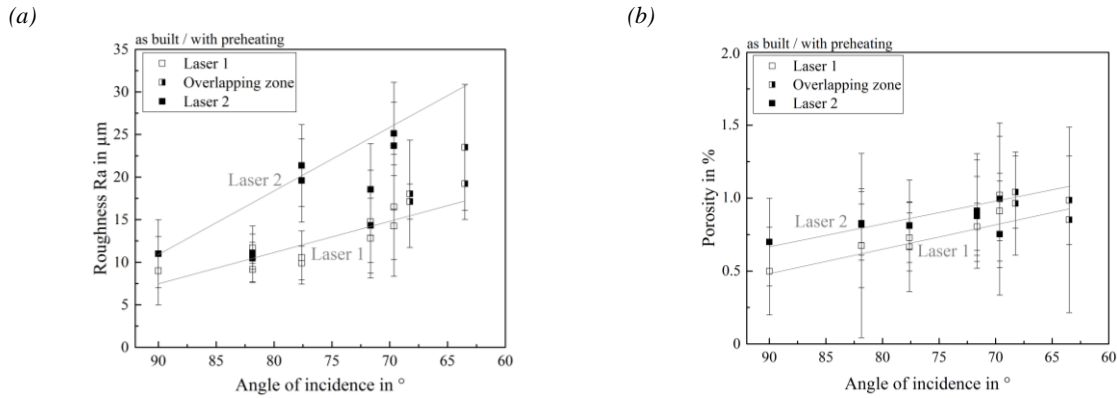 (a)
as built / with preheating
35
30
25
20
15
10
5
0
Roughness Ra in µm
Laser 1
Overlapping zone
Laser 2
Laser 2
Laser 1
90 85 80 75 70 65 60
Angle of incidence in °
(b)
as built / with preheating
2.0
1.5
1.0
0.5
0
Porosity in %
Laser 1
Overlapping zone
Laser 2
Laser 2
Laser 1
90 85 80 75 70 65 60
Angle of incidence in °